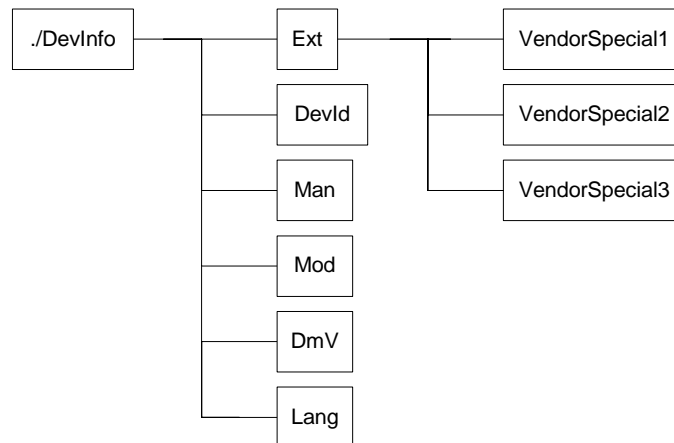 ./DevInfo
Ext
VendorSpecial1
DevId
VendorSpecial2
Man
VendorSpecial3
Mod
DmV
Lang